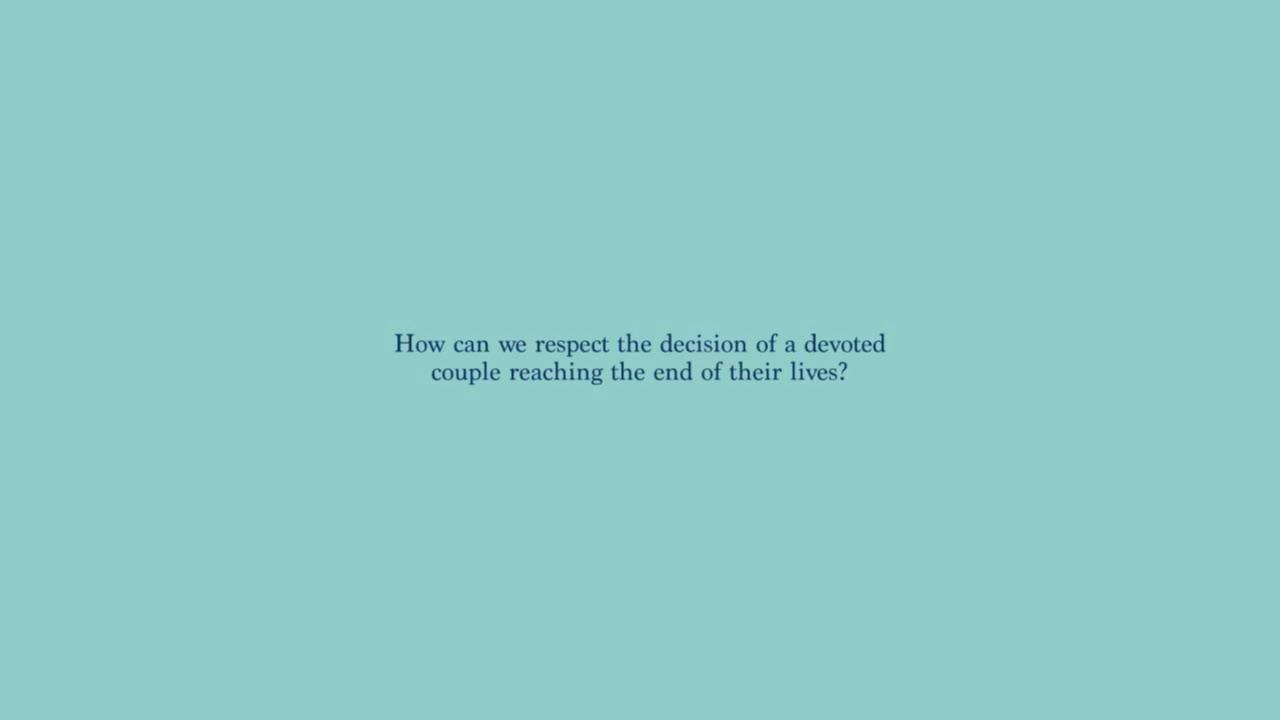 How can we respect the decision of a devoted
couple reaching the end of their lives?